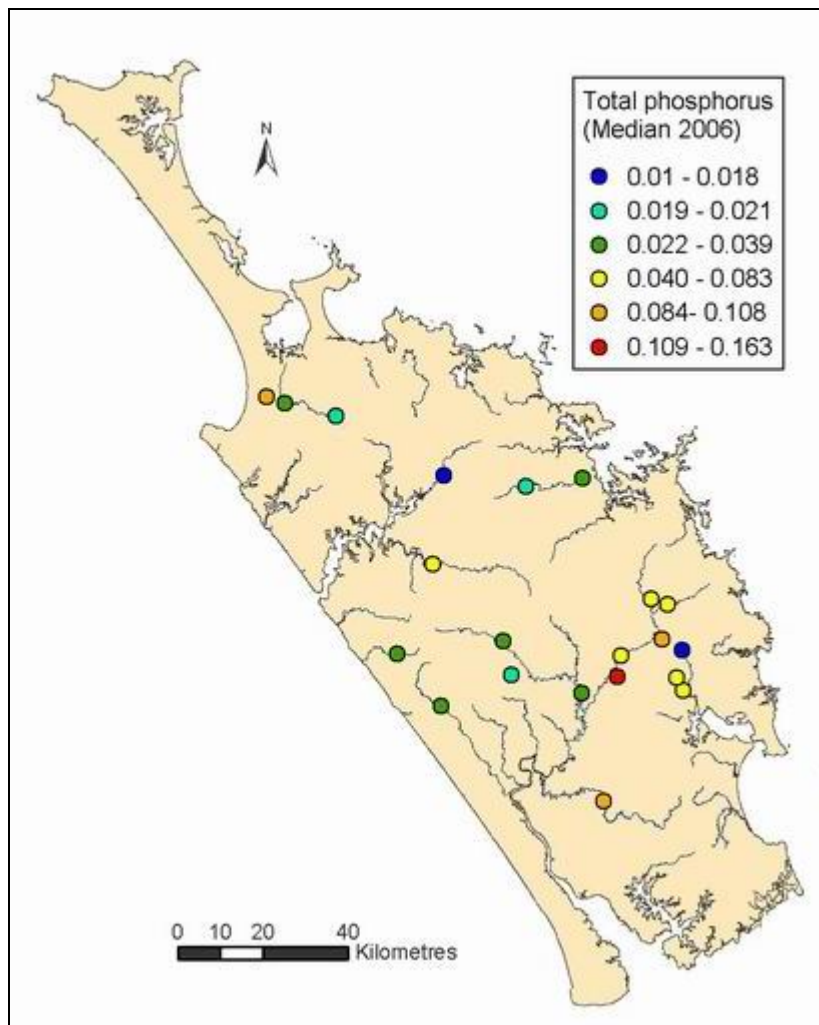 Total phosphorus
(Median 2006)
0.01 - 0.018
0.019 - 0.021
0.022 - 0.039
0.040 - 0.083
0.084- 0.108
0.109 - 0.163
N
0 10 20 40
Kilometres